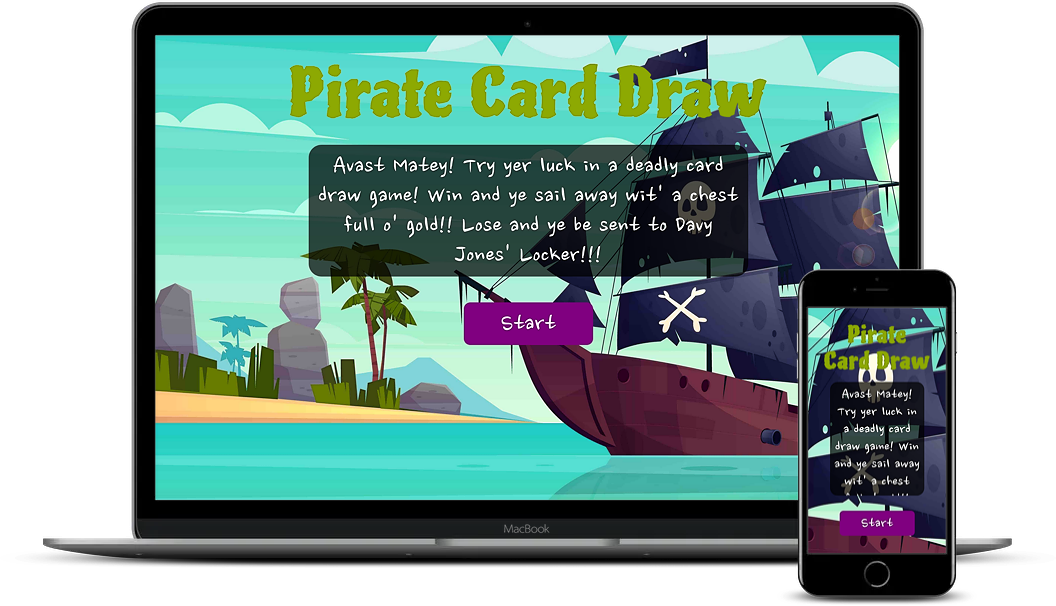 Pirate Card Draw
Avast Matey! Try yer luck in a deadly card
draw game! Win and ye sail away wit' a chest
full o' gold!! Lose and ye be sent to Davy
Jones' Locker!!!
Start
MacBook
Pirate
Card Draw
Avast Matey!
Try yer luck in
a deadly card
draw game! Win
and ye sail away
wit' a chest
Start